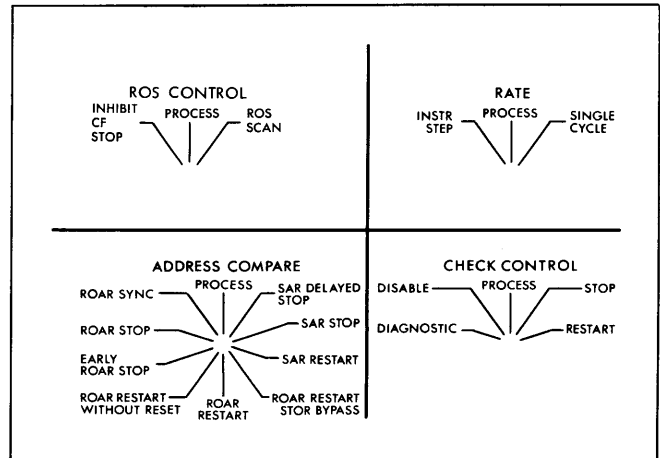 ROS CONTROL
INHIBIT
CF
STOP
PROCESS
ROS
SCAN
RATE
INSTR
STEP
PROCESS
SINGLE
CYCLE
ADDRESS COMPARE
PROCESS
ROAR SYNC
SAR DELAYED
STOP
ROAR STOP
SAR STOP
EARLY
ROAR STOP
SAR RESTART
ROAR RESTART
WITHOUT RESET
ROAR
RESTART
ROAR RESTART
STOR BYPASS
CHECK CONTROL
DISABLE
PROCESS
STOP
DIAGNOSTIC
RESTART